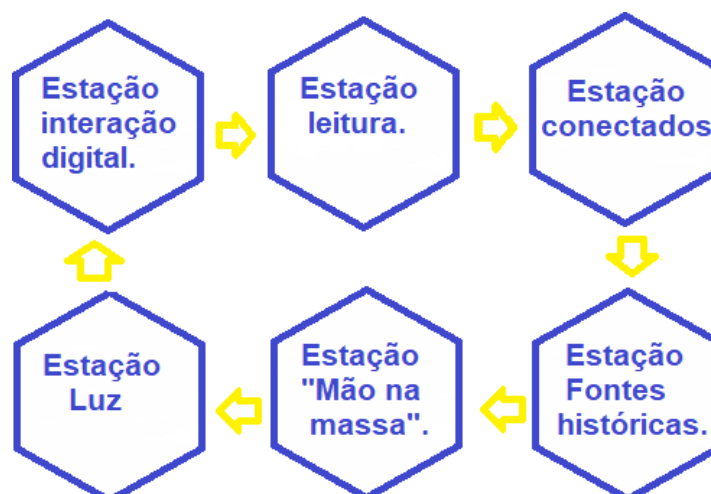 Estação
interação
digital.
Estação
leitura.
Estação
conectados
Estação
Luz
Estação
"Mão na
massa".
Estação
Fontes
históricas.